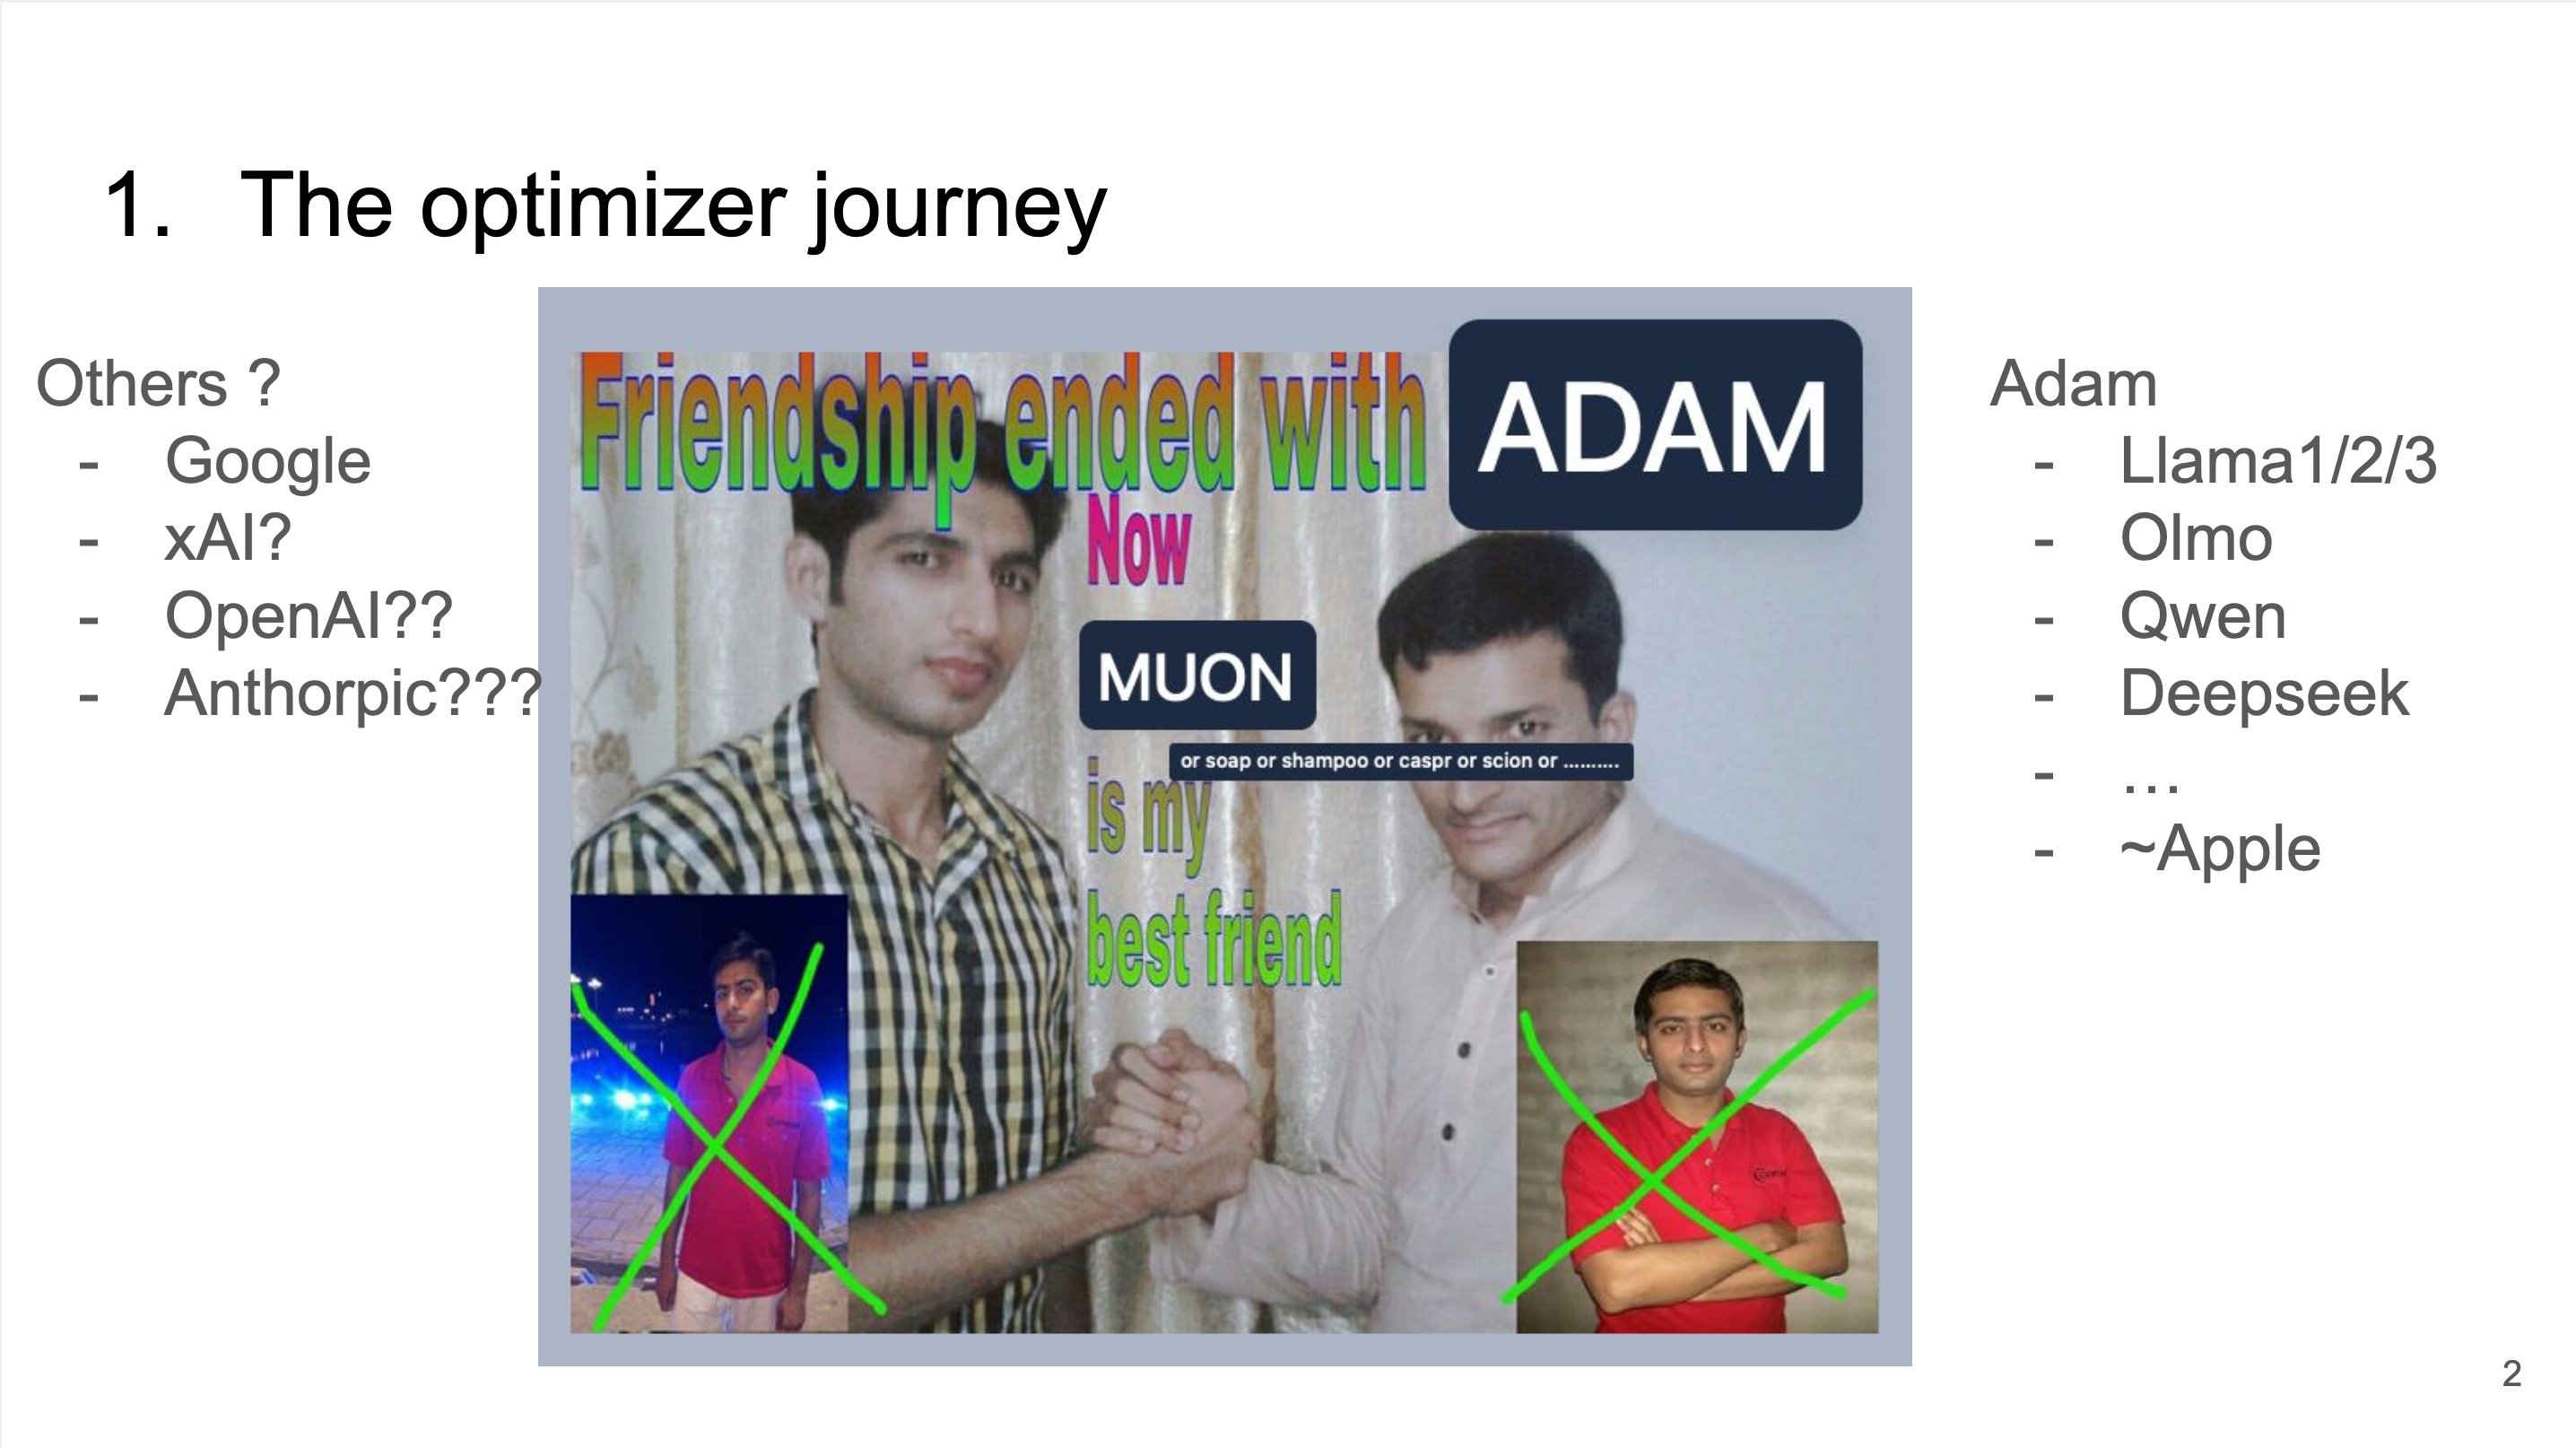 1. The optimizer journey
Others ?
- Google
- xAI?
- OpenAI??
- Anthorpic???
Friendship ended with ADAM
Now
MUON
or soap or shampoo or caspr or scion or ..........
is my
best friend
Adam
- Llama1/2/3
- Olmo
- Qwen
- Deepseek
- ...
- ~Apple
2